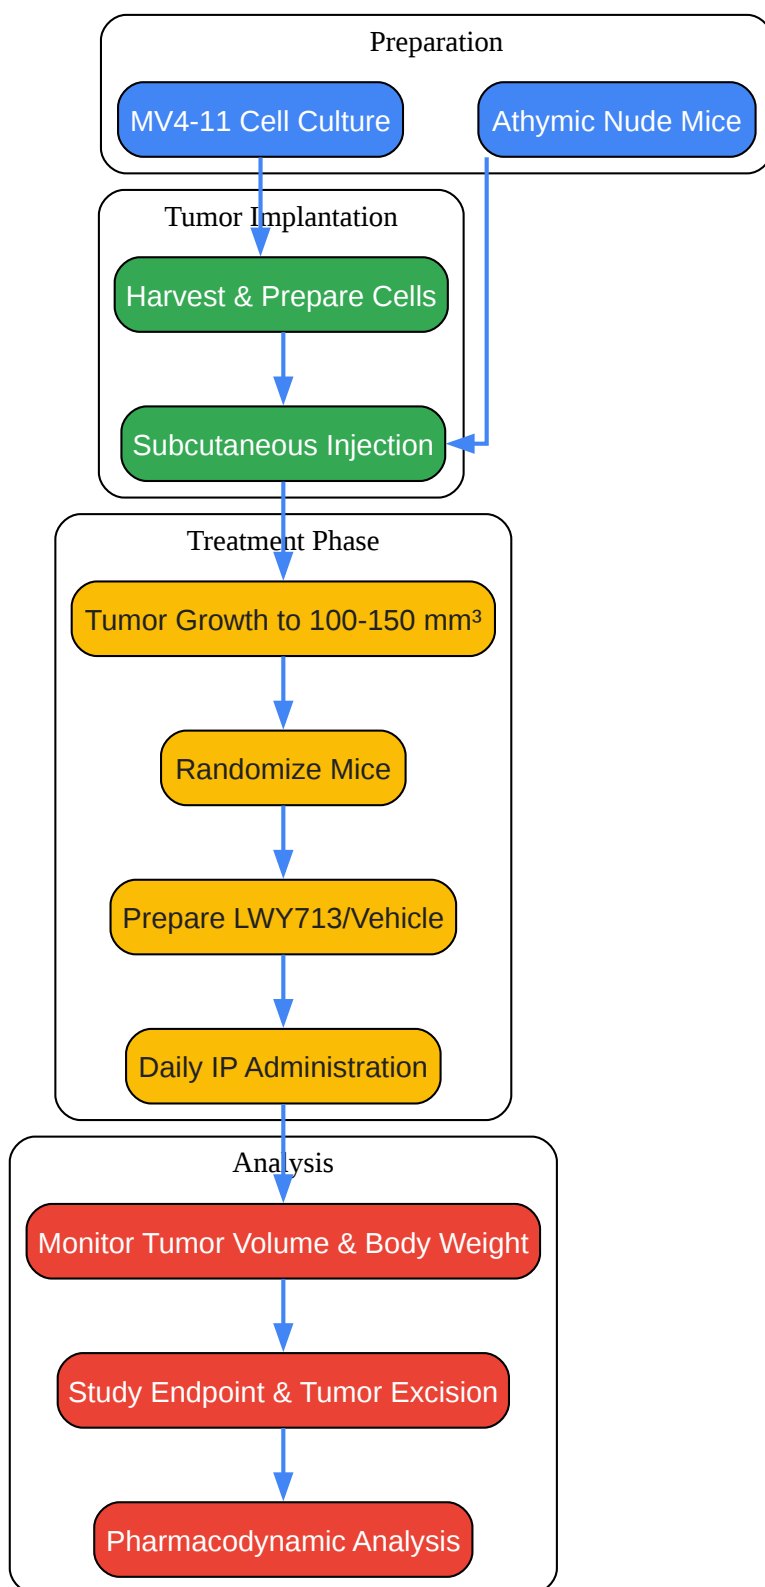 Preparation
MV4-11 Cell Culture
Athymic Nude Mice
Tumor Implantation
Harvest & Prepare Cells
Subcutaneous Injection
Treatment Phase
Tumor Growth to 100-150 mm³
Randomize Mice
Prepare LWY713/Vehicle
Daily IP Administration
Analysis
Monitor Tumor Volume & Body Weight
Study Endpoint & Tumor Excision
Pharmacodynamic Analysis